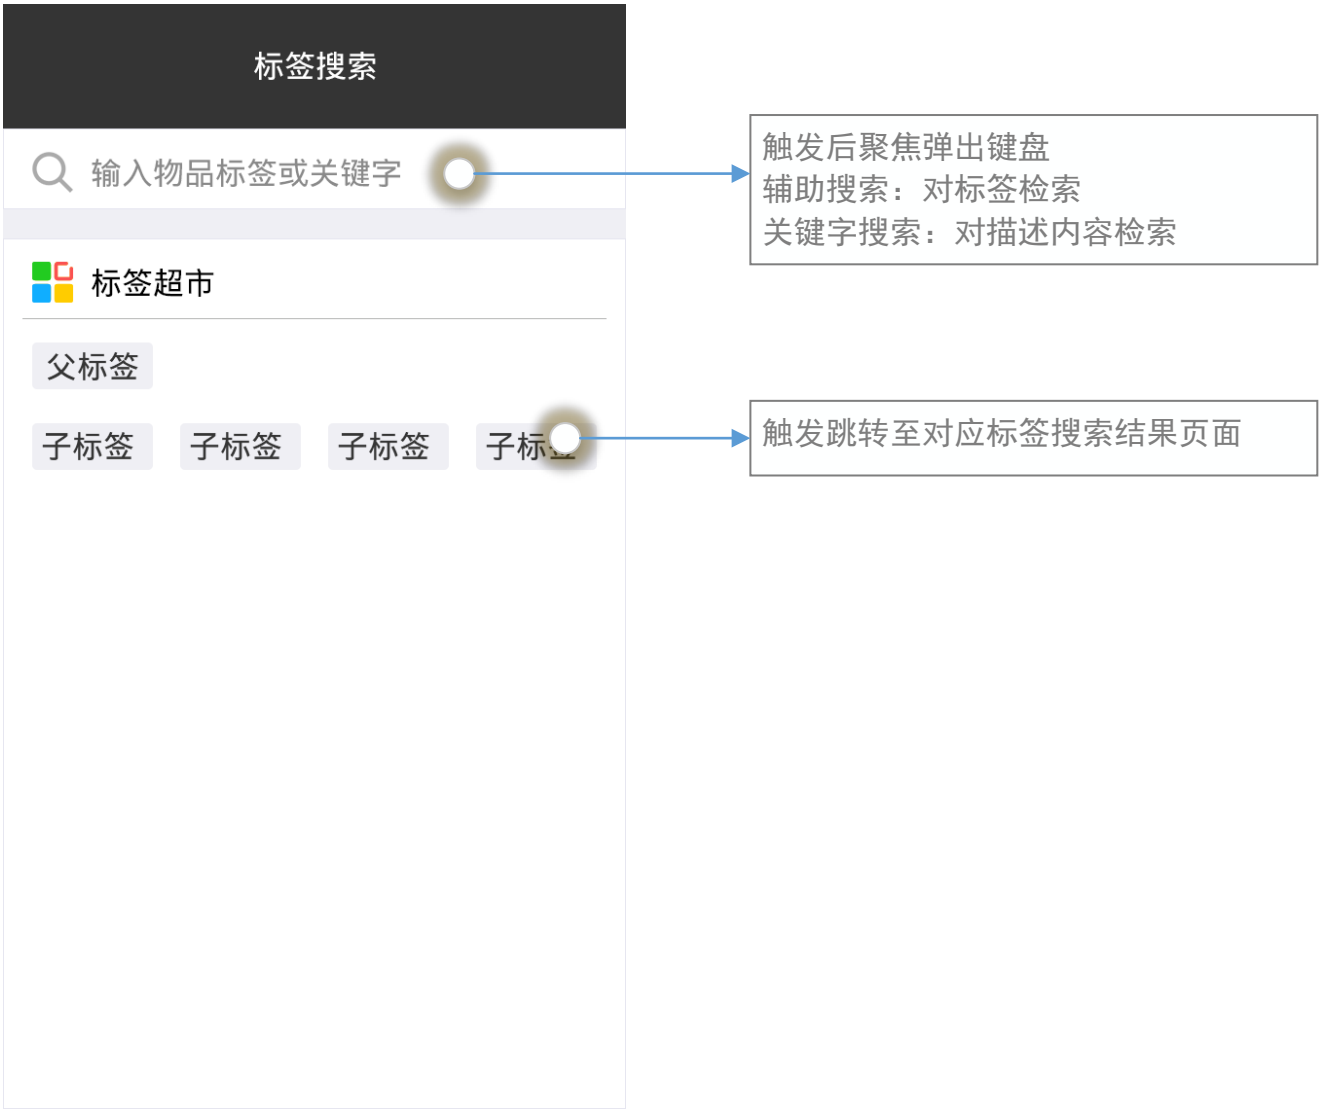 标签搜索
输入物品标签或关键字
触发后聚焦弹出键盘
辅助搜索：对标签检索
关键字搜索：对描述内容检索
标签超市
父标签
子标签 子标签 子标签 子标签
触发跳转至对应标签搜索结果页面